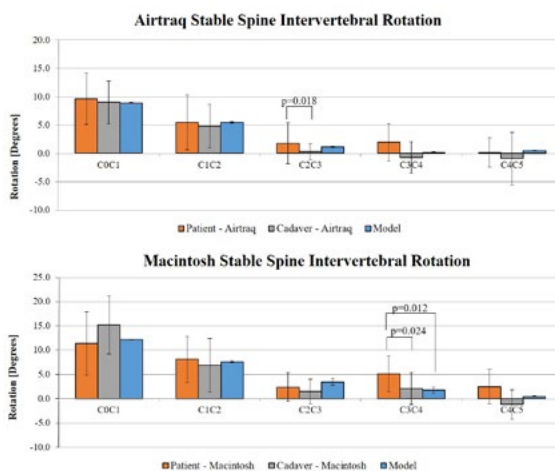 Airtraq Stable Spine Intervertebral Rotation
20.0
15.0
10.0
5.0
0.0
-5.0
-10.0
Rotation [Degrees]
p=0.018
C0C1 C1C2 C2C3 C3C4 C4C5
Patient - Airtraq Cadaver - Airtraq Model
Macintosh Stable Spine Intervertebral Rotation
25.0
20.0
15.0
10.0
5.0
0.0
-5.0
-10.0
Rotation [Degrees]
p=0.012
p=0.024
C0C1 C1C2 C2C3 C3C4 C4C5
Patient - Macintosh Cadaver - Macintosh Model